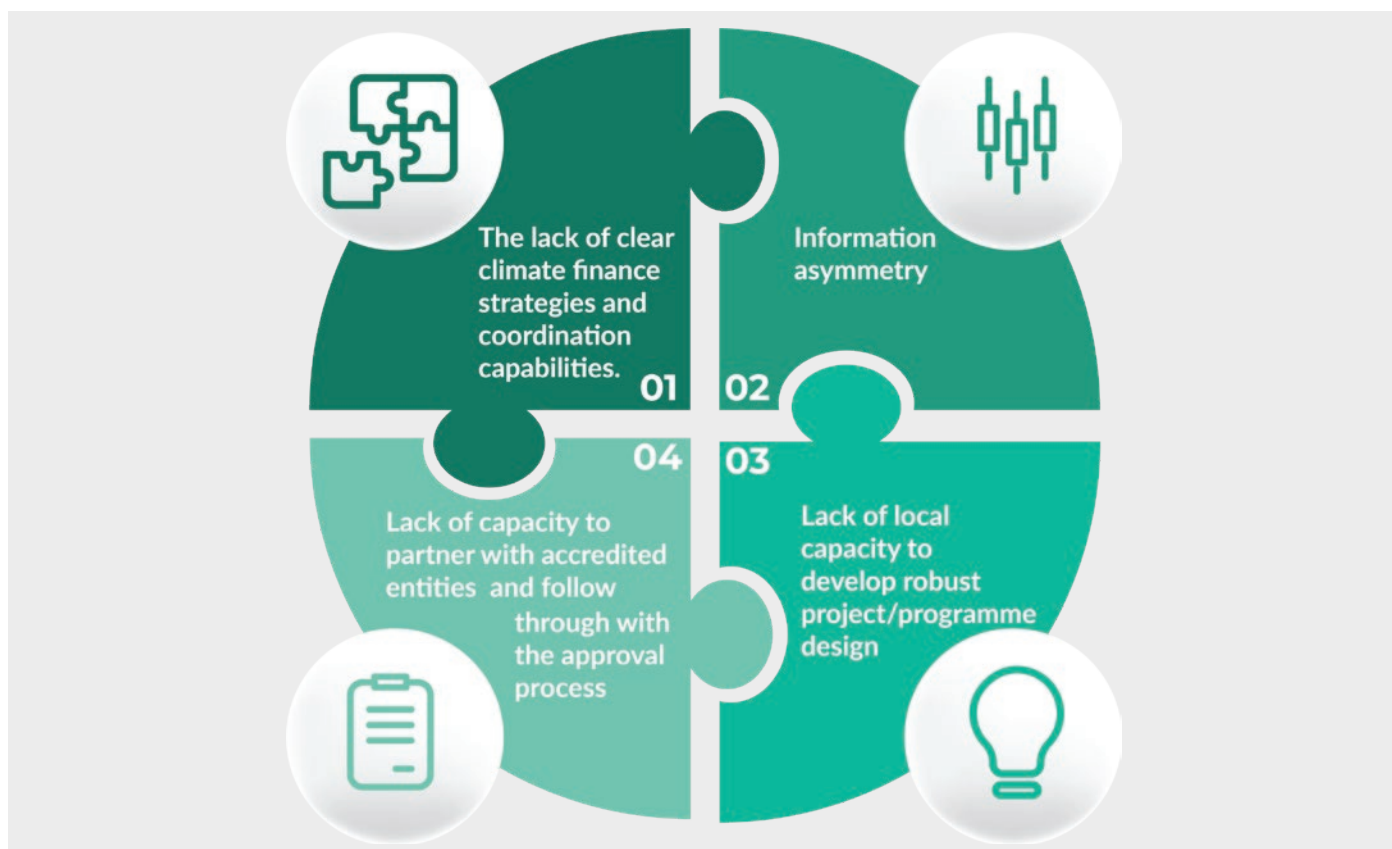 The lack of clear
climate finance
strategies and
coordination
capabilities.
01
Information
asymmetry
02
03
Lack of local
capacity to
develop robust
project/programme
design
04
Lack of capacity to
partner with accredited
entities and follow
through with
the approval
process